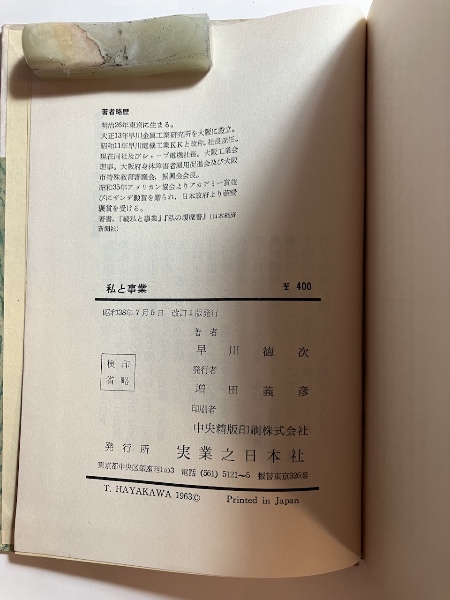 著者略歴
明治26年東京に生まる。
大正13年早川金属工業研究所を大阪に設立。
昭和11年早川電機工業KKと改称、社長就任。
現在同社及びシャープ電機社長。大阪工業会
理事。大阪府身体障害者雇用促進会及び大阪
市特殊教育審議会、振興会会長。
昭和35年アメリカン協会よりアカデミー賞並
びにサンデ勲賞を贈られ、日本政府より藍綬
褒賞を受ける。
著書、『続私と事業』『私の履歴書』(日本経済
新聞社)
私と事業
¥ 400
昭和38年7月5日 改訂1版発行
著者
早川徳次
発行者
増田義彦
印刷者
中央精版印刷株式会社
検印
省略
発行所 実業之日本社
東京都中央区銀座西1の3 電話 (561) 5121~5 振替東京326番
T. HAYAKAWA 1963© Printed in Japan